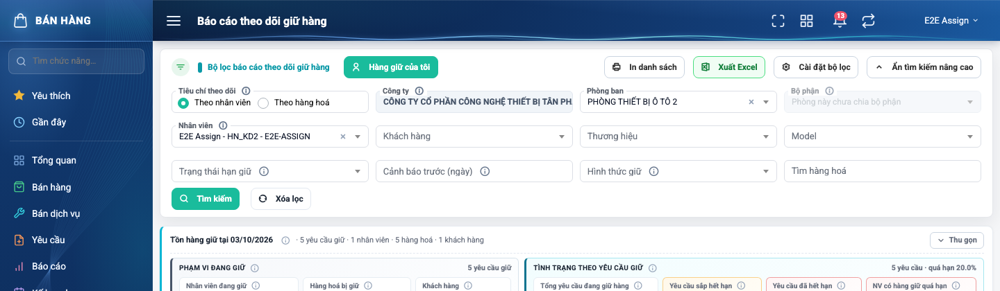 BÁN HÀNG
Báo cáo theo dõi giữ hàng
13
E2E Assign
Tìm chức năng...
Yêu thích
Gần đây
Tổng quan
Bán hàng
Bán dịch vụ
Yêu cầu
Báo cáo
Bộ lọc báo cáo theo dõi giữ hàng
Hàng giữ của tôi
In danh sách
Xuất Excel
Cài đặt bộ lọc
Ẩn tìm kiếm nâng cao
Tiêu chí theo dõi
Theo nhân viên
Theo hàng hoá
Công ty
CÔNG TY CỔ PHẦN CÔNG NGHỆ THIẾT BỊ TÂN
Phòng ban
PHÒNG THIẾT BỊ Ô TÔ 2
Bộ phận
Phòng này chưa chia bộ phận
Nhân viên
E2E Assign - HN_KD2 - E2E-ASSIGN
Khách hàng
Thương hiệu
Model
Trạng thái hạn giữ
Cảnh báo trước (ngày)
Hình thức giữ
Tìm hàng hoá
Tìm kiếm
Xóa lọc
Tồn hàng giữ tại 03/10/2026
· 5 yêu cầu giữ · 1 nhân viên · 5 hàng hoá · 1 khách hàng
Thu gọn
PHẠM VI ĐANG GIỮ
5 yêu cầu giữ
TÌNH TRẠNG THEO YÊU CẦU GIỮ
5 yêu cầu · quá hạn 20.0%
Nhân viên đang giữ
Hàng hoá bị giữ
Khách hàng
Tổng yêu cầu đang giữ hàng
Yêu cầu sắp hết hạn
Yêu cầu đã hết hạn
NV có hàng giữ quá hạn